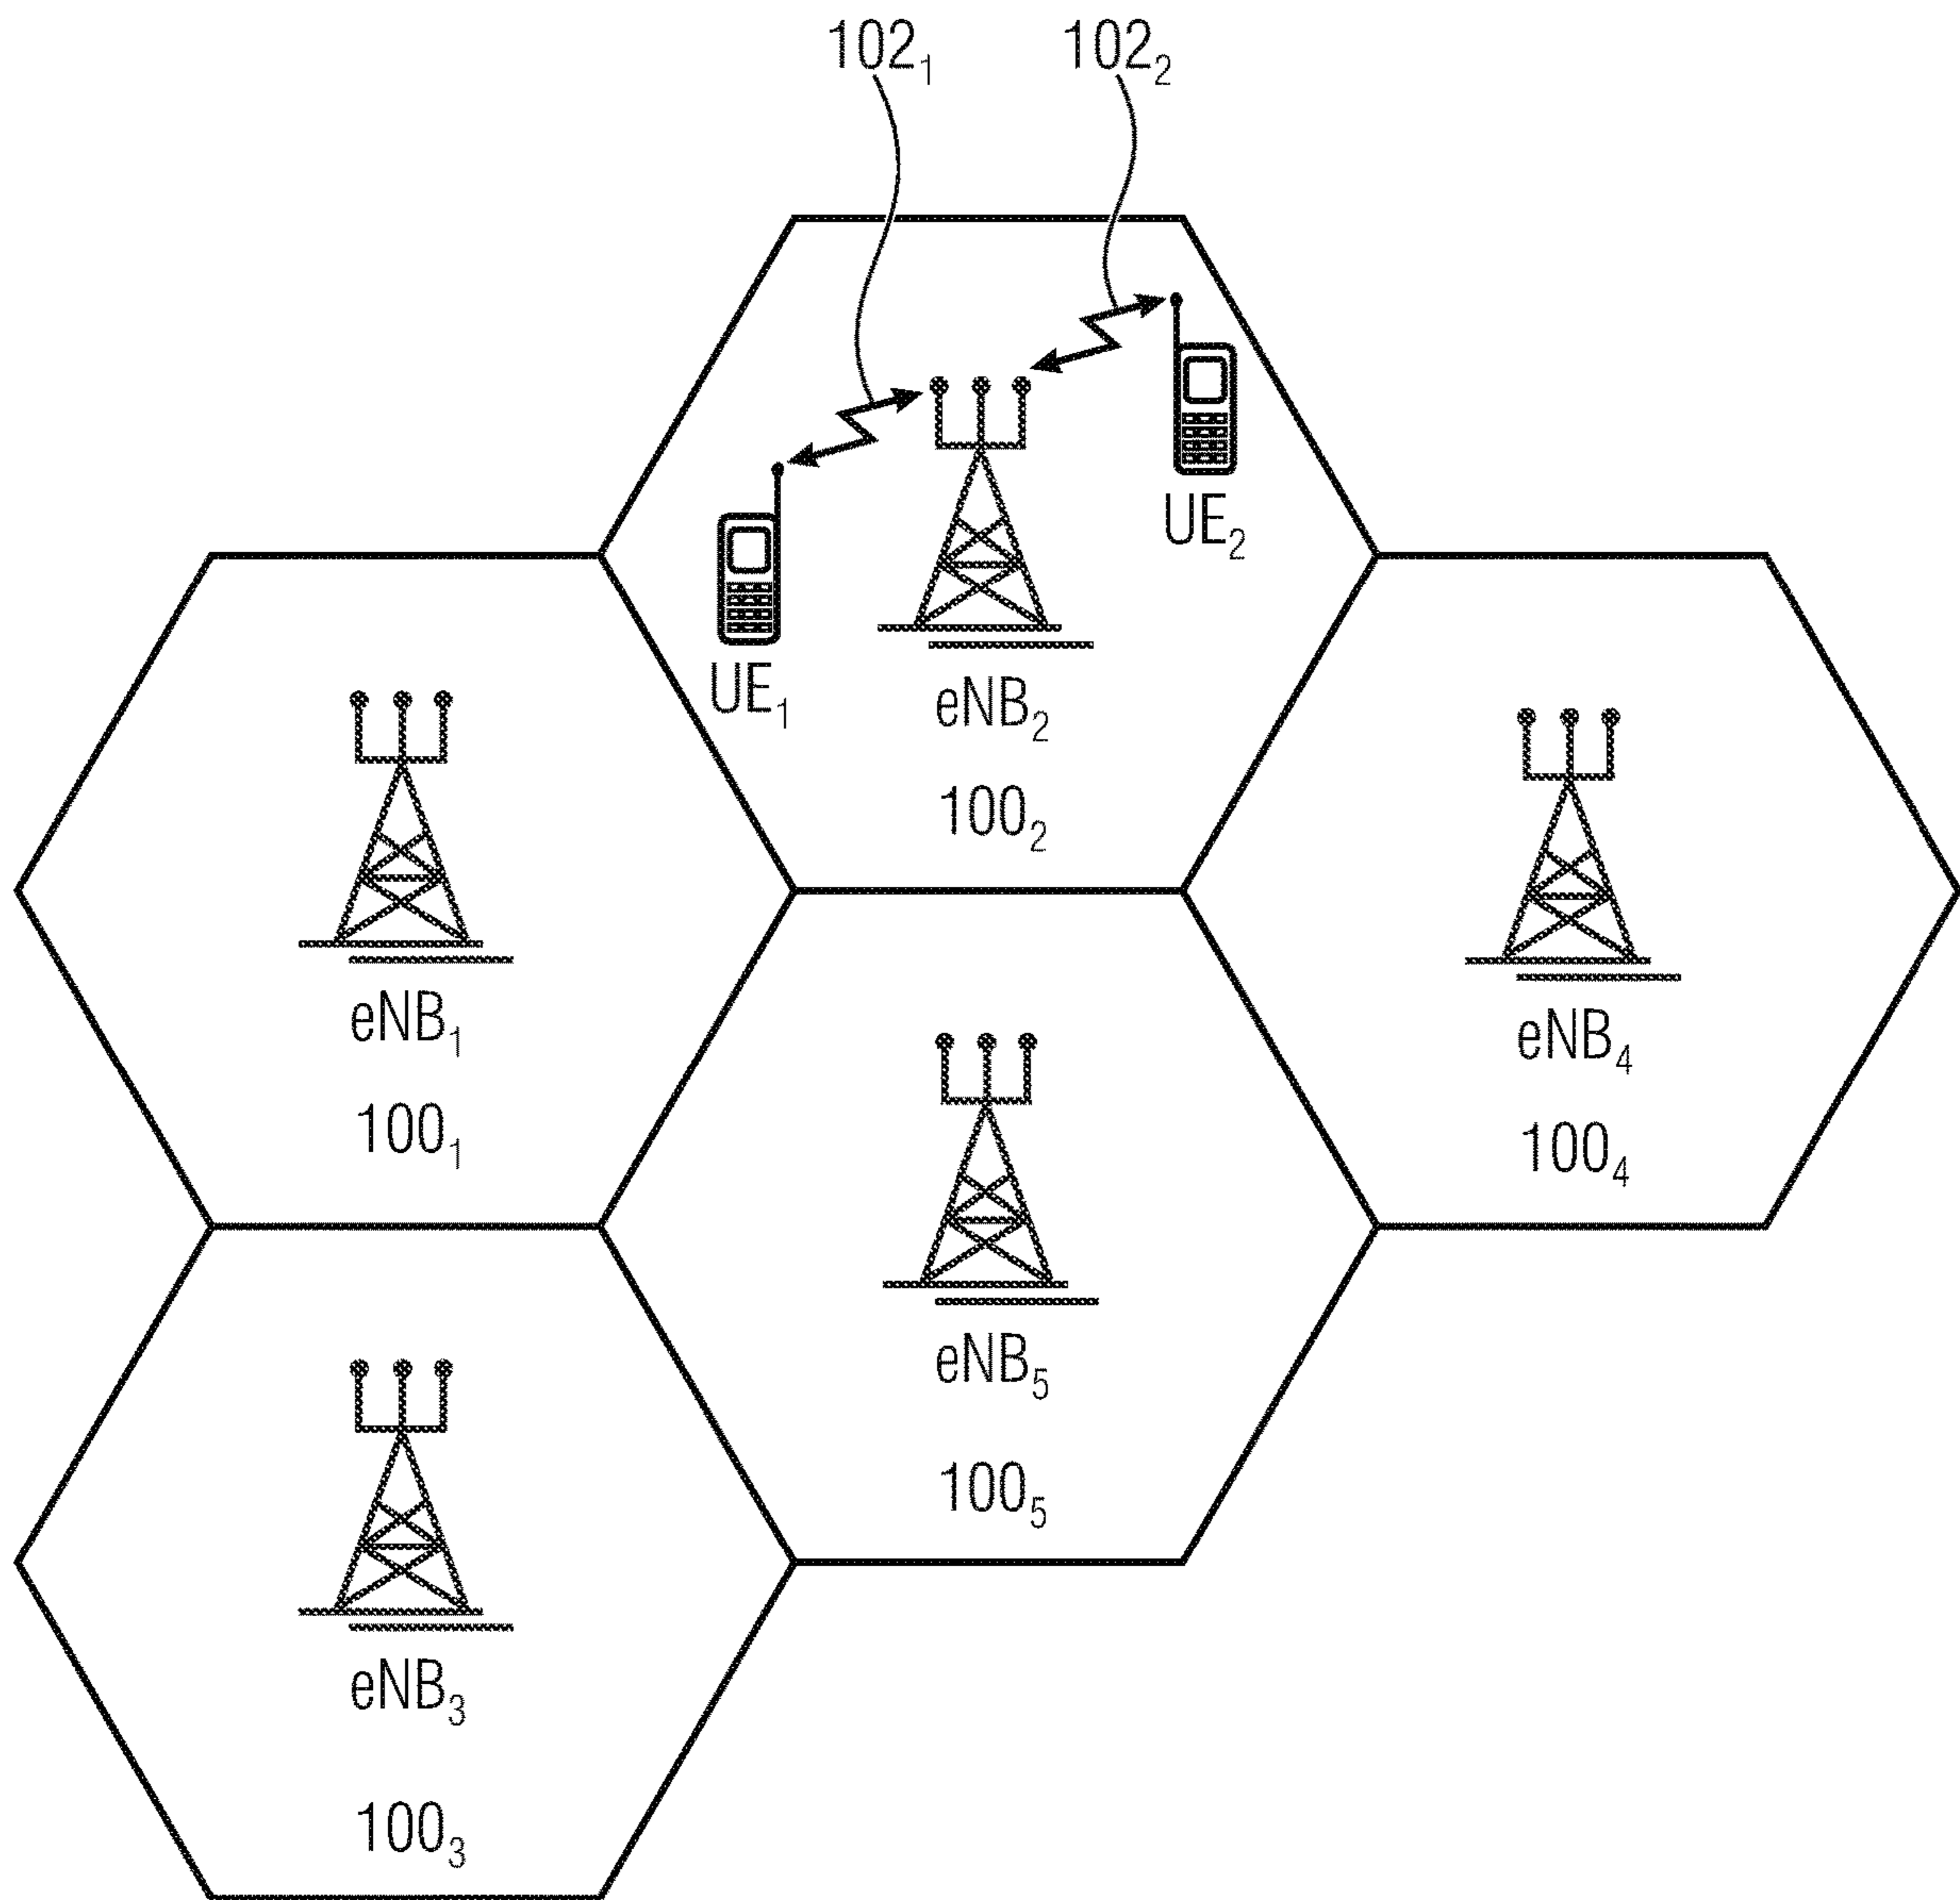 102₁ 102₂
UE₂
UE₁ eNB₂
100₂
eNB₁ eNB₄
100₁ 100₄
eNB₅
100₅
eNB₃
100₃